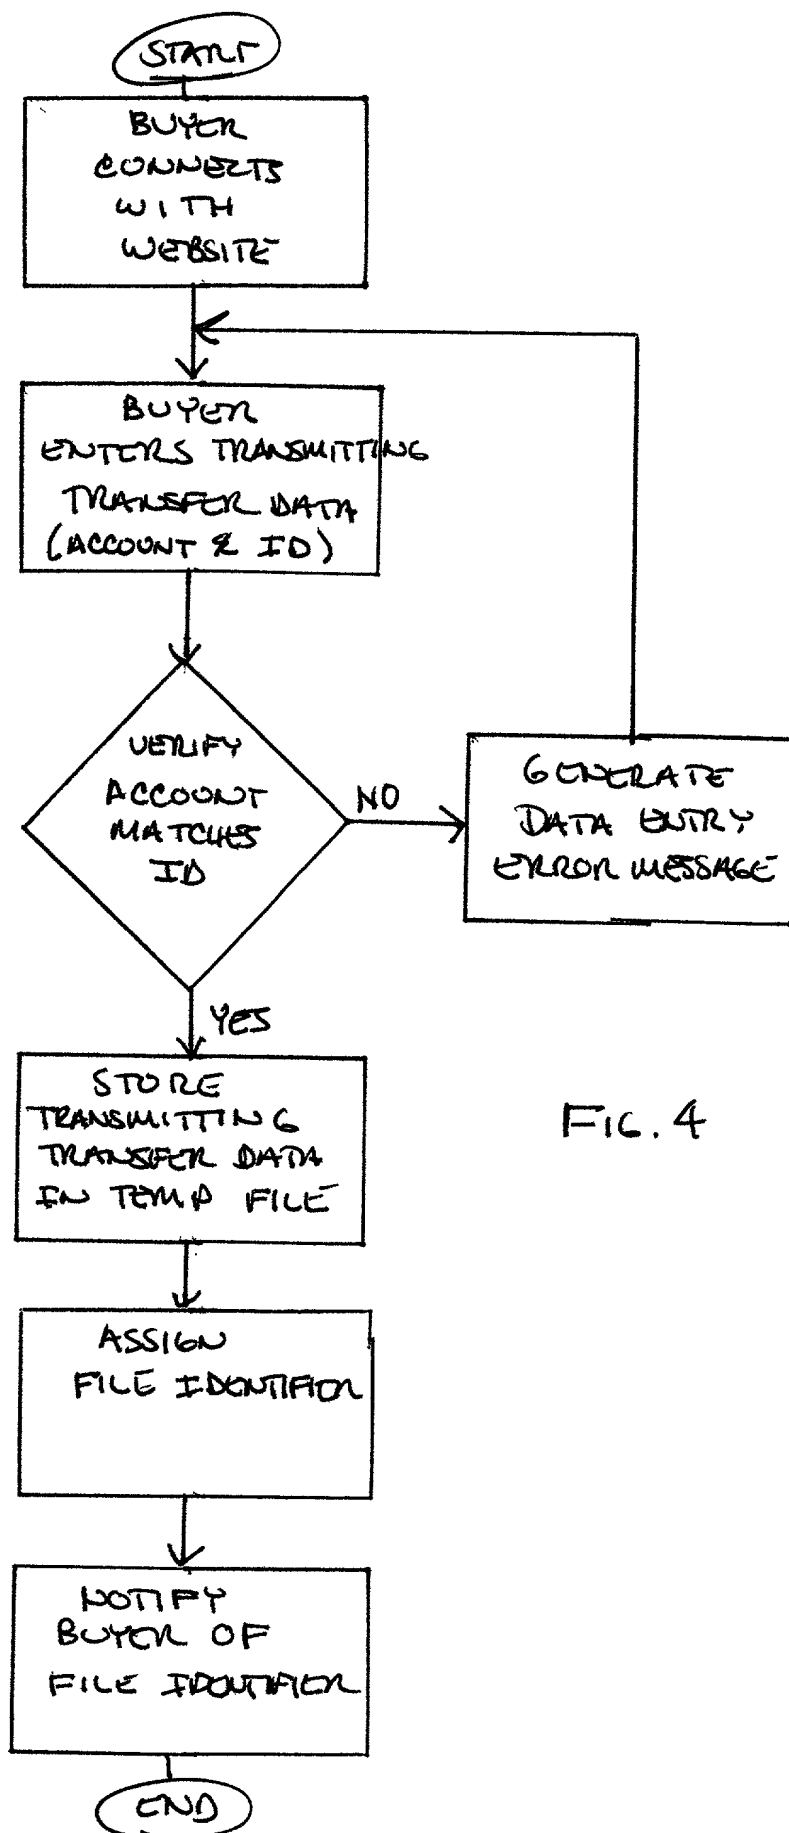 START
BUYER
CONNECTS
WITH
WEBSITE
BUYER
ENTERS TRANSMITTING
TRANSFER DATA
(ACCOUNT & ID)
VERIFY
ACCOUNT
MATCHES
ID
NO
GENERATE
DATA ENTRY
ERROR MESSAGE
YES
STORE
TRANSMITTING
TRANSFER DATA
IN TEMP FILE
FIG. 4
ASSIGN
FILE IDENTIFIER
NOTIFY
BUYER OF
FILE IDENTIFIER
END